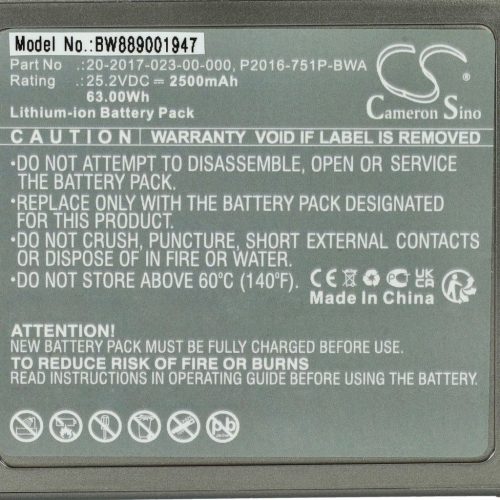 Model No.:BW889001947
Part No :20-2017-023-00-000, P2016-751P-BWA
Rating :25.2VDC ⎓ 2500mAh
63.00Wh
Lithium-ion Battery Pack
CS
Cameron Sino
CAUTION WARRANTY VOID IF LABEL IS REMOVED
•DO NOT ATTEMPT TO DISASSEMBLE, OPEN OR SERVICE
THE BATTERY PACK.
•REPLACE ONLY WITH THE BATTERY PACK DESIGNATED
FOR THIS PRODUCT.
•DO NOT CRUSH, PUNCTURE, SHORT EXTERNAL CONTACTS
OR DISPOSE OF IN FIRE OR WATER.
•DO NOT STORE ABOVE 60°C (140°F).
CE UK CA
Made In China
ATTENTION!
NEW BATTERY PACK MUST BE FULLY CHARGED BEFORE USE.
TO REDUCE RISK OF FIRE OR BURNS
READ THIS OPERATING GUIDE BEFORE USING THE BATTERY.
Pb